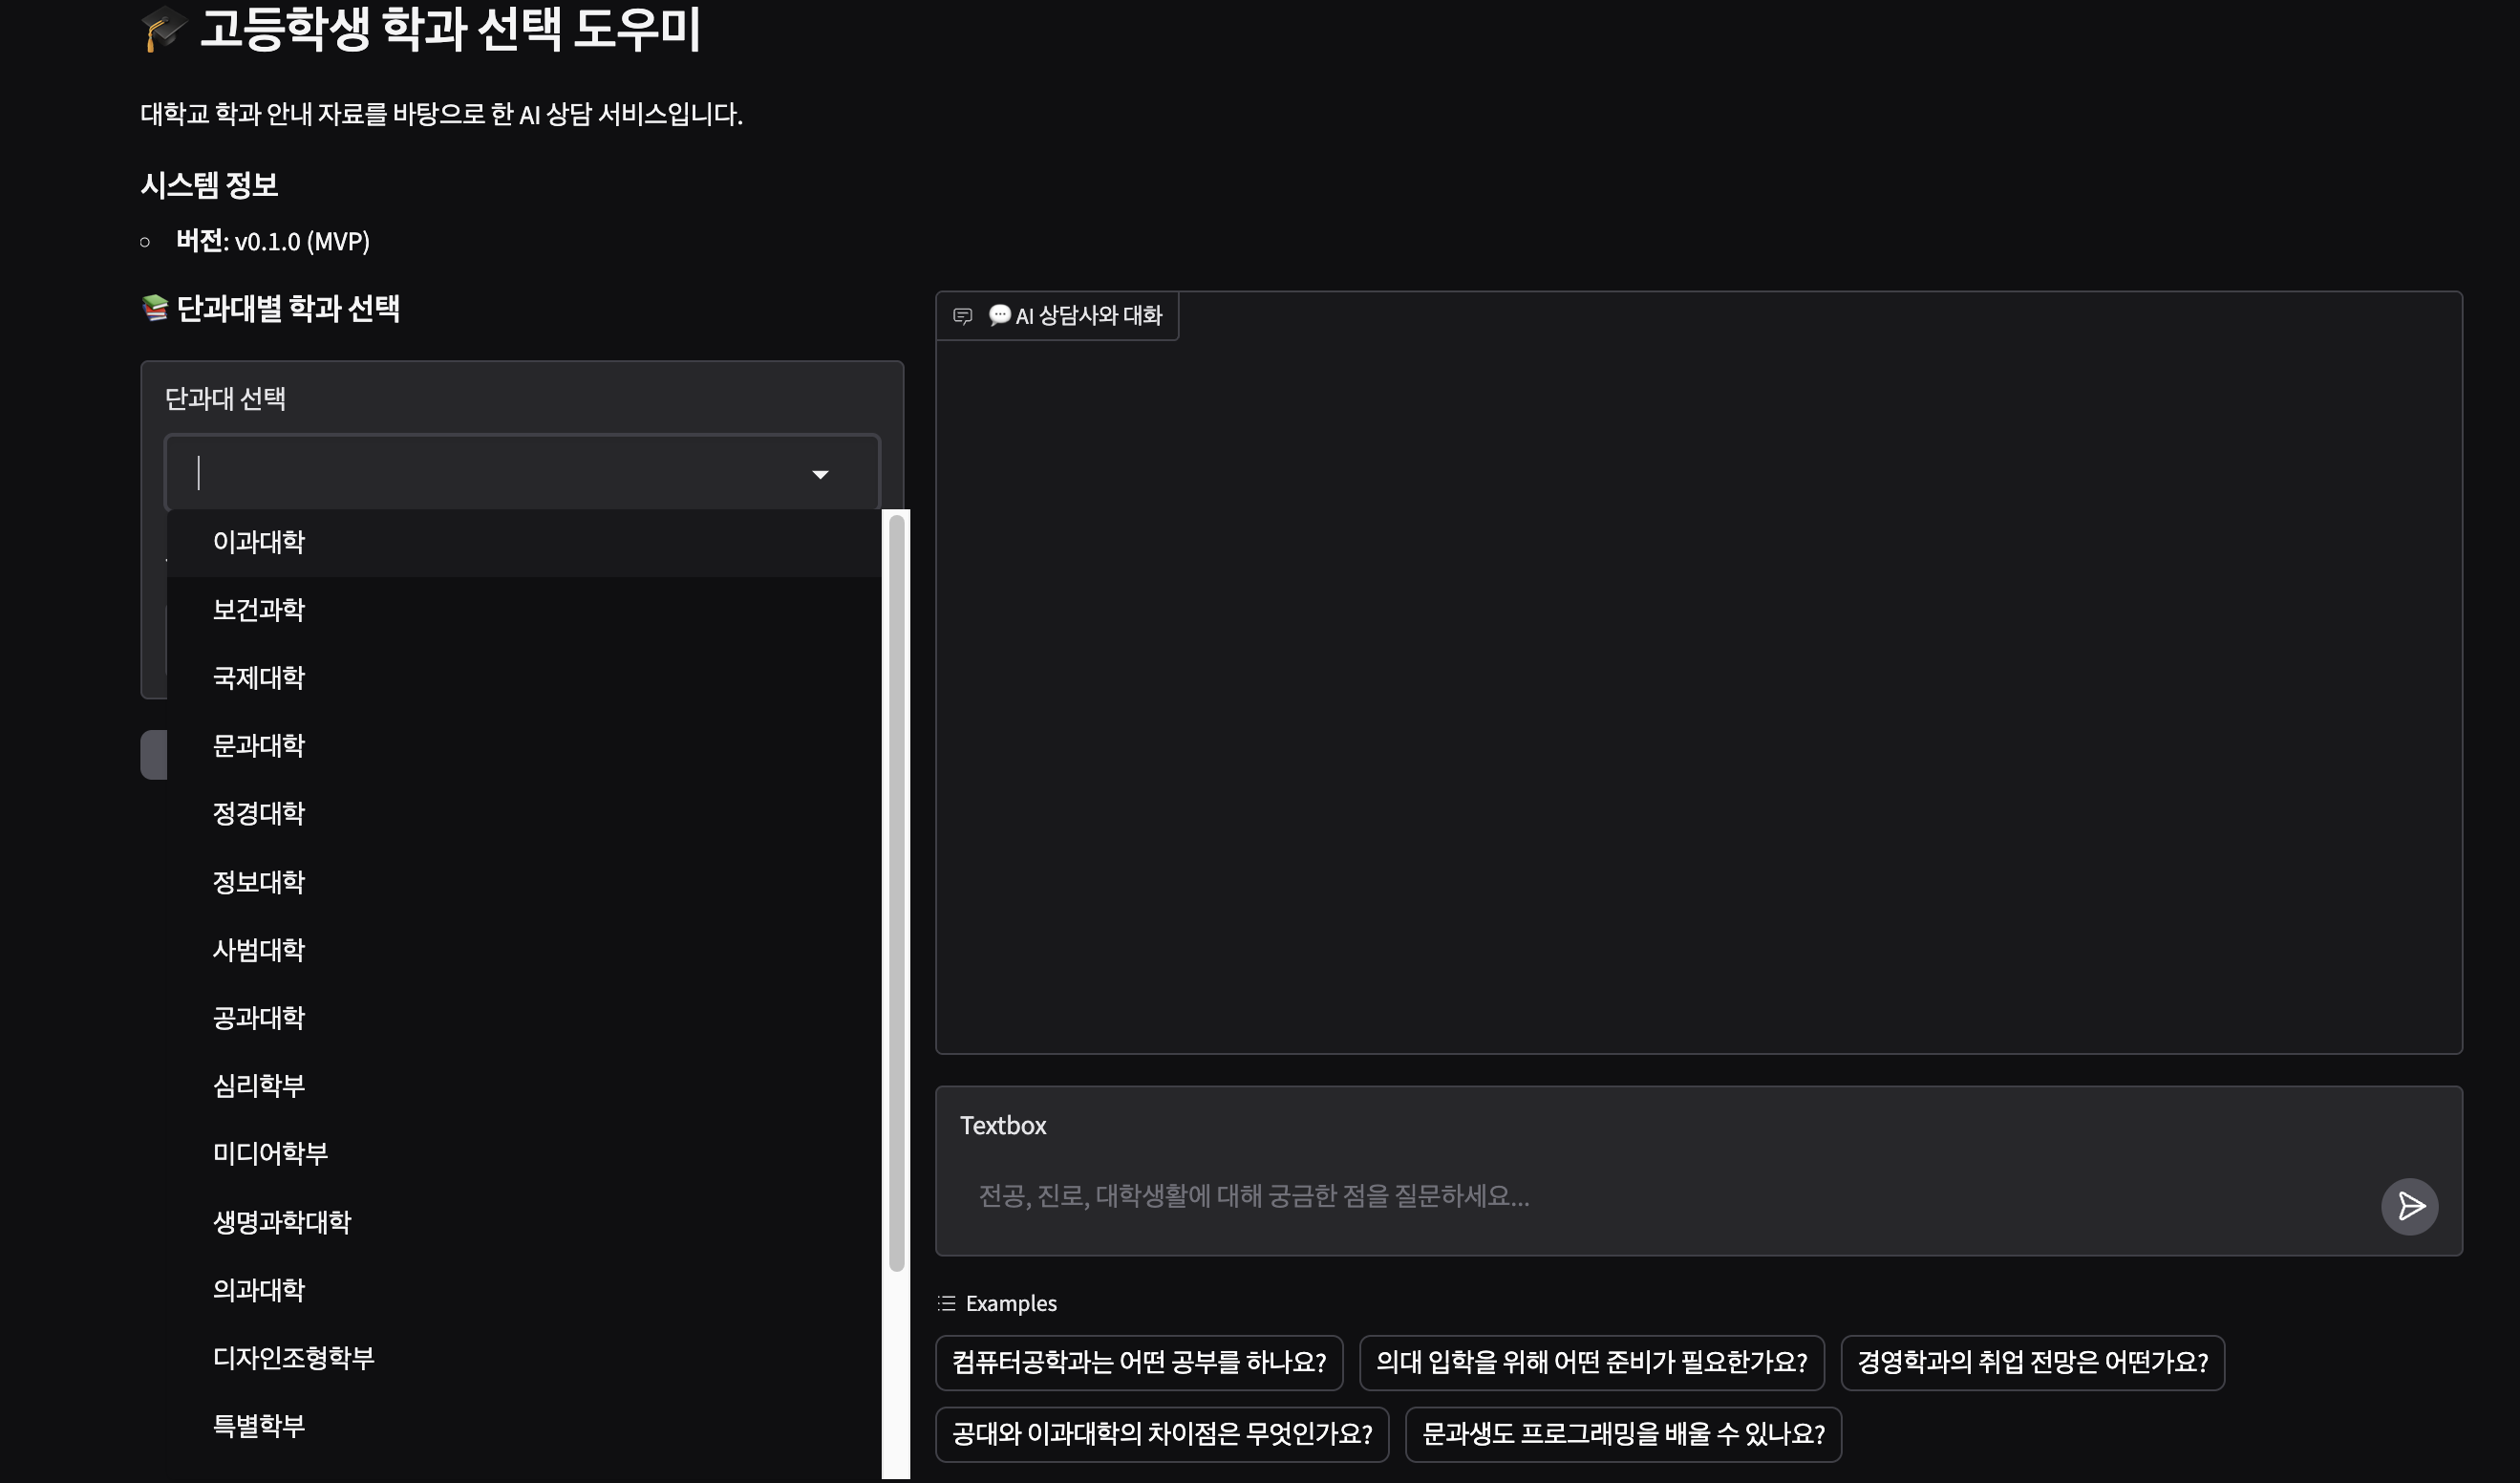 🎓 고등학생 학과 선택 도우미
대학교 학과 안내 자료를 바탕으로 한 AI 상담 서비스입니다.
시스템 정보
버전: v0.1.0 (MVP)
📚 단과대별 학과 선택
단과대 선택
이과대학
보건과학
국제대학
문과대학
정경대학
정보대학
사범대학
공과대학
심리학부
미디어학부
생명과학대학
의과대학
디자인조형학부
특별학부
💬 AI 상담사와 대화
Textbox
전공, 진로, 대학생활에 대해 궁금한 점을 질문하세요...
Examples
컴퓨터공학과는 어떤 공부를 하나요?
의대 입학을 위해 어떤 준비가 필요한가요?
경영학과의 취업 전망은 어떤가요?
공대와 이과대학의 차이점은 무엇인가요?
문과생도 프로그래밍을 배울 수 있나요?